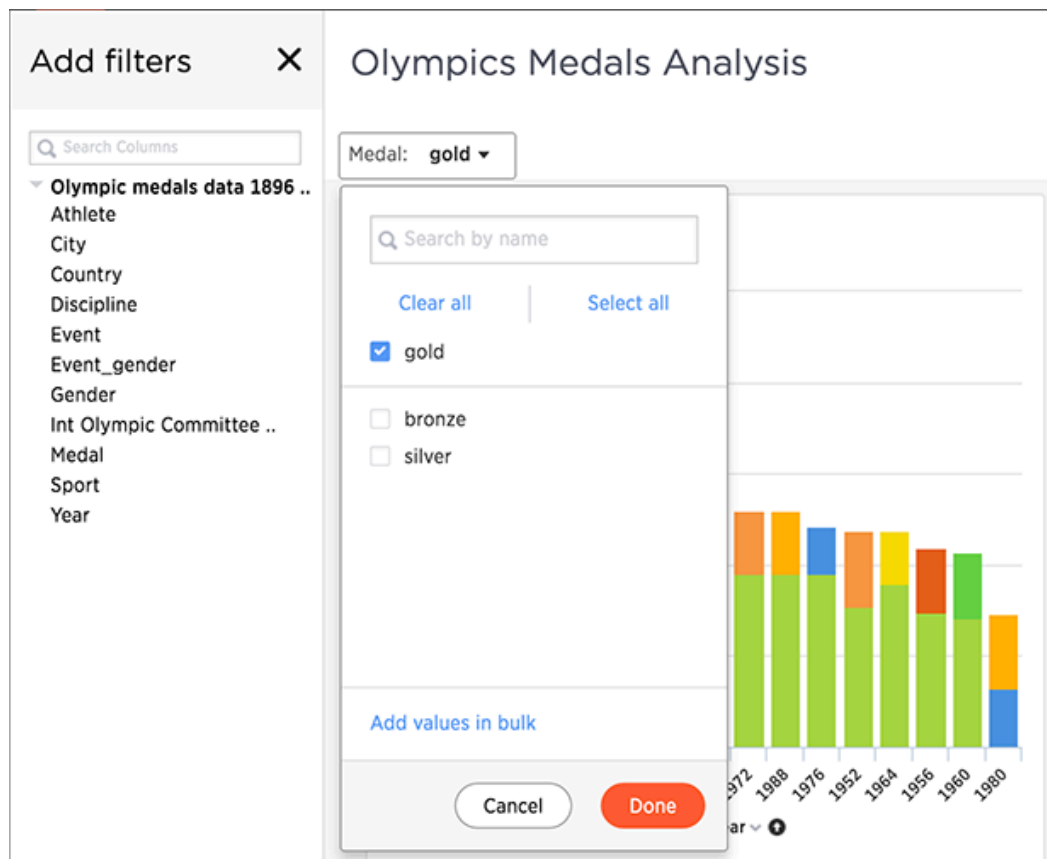 Add filters
Olympics Medals Analysis
Search Columns
Olympic medals data 1896 ..
Athlete
City
Country
Discipline
Event
Event_gender
Gender
Int Olympic Committee ..
Medal
Sport
Year
Medal: gold
Search by name
Clear all
Select all
gold
bronze
silver
Add values in bulk
Cancel
Done
1988
1976
1952
1964
1956
1960
1980